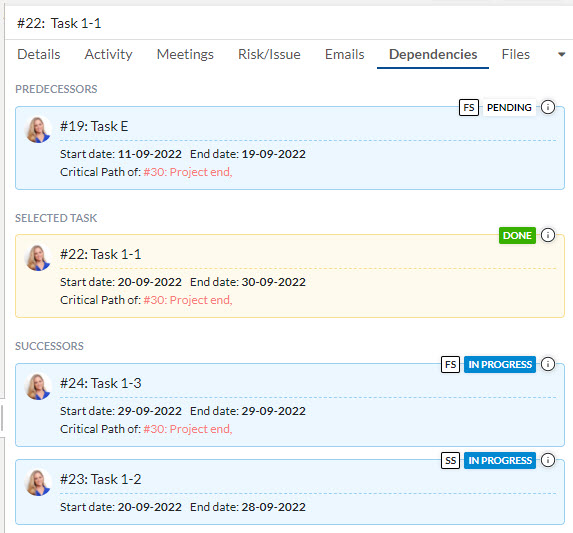 #22: Task 1-1
Details Activity Meetings Risk/Issue Emails Dependencies Files
PREDECESSORS
FS PENDING
#19: Task E
Start date: 11-09-2022 End date: 19-09-2022
Critical Path of: #30: Project end,
SELECTED TASK
DONE
#22: Task 1-1
Start date: 20-09-2022 End date: 30-09-2022
Critical Path of: #30: Project end,
SUCCESSORS
FS IN PROGRESS
#24: Task 1-3
Start date: 29-09-2022 End date: 29-09-2022
Critical Path of: #30: Project end,
SS IN PROGRESS
#23: Task 1-2
Start date: 20-09-2022 End date: 28-09-2022